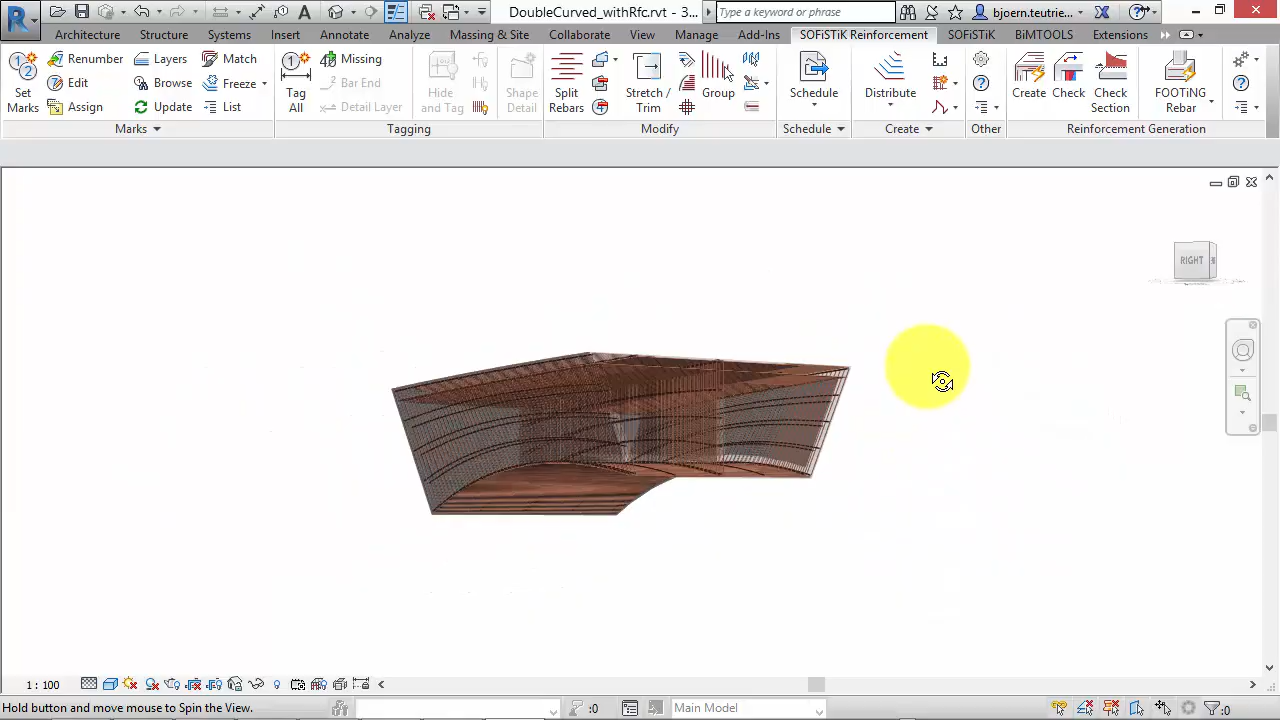 DoubleCurved_withRfc.rvt - 3...
Type a keyword or phrase
bjoern.teutrie...
Architecture
Structure
Systems
Insert
Annotate
Analyze
Massing & Site
Collaborate
View
Manage
Add-Ins
SOFiSTiK Reinforcement
SOFiSTiK
BiMTOOLS
Extensions
Set Marks
Renumber
Edit
Assign
Layers
Browse
Update
Match
Freeze
List
Marks
Tag All
Missing
Bar End
Detail Layer
Hide and Tag
Shape Detail
Tagging
Split Rebars
Stretch / Trim
Group
Modify
Schedule
Schedule
Distribute
Create
Other
Create
Check
Check Section
FOOTiNG Rebar
Reinforcement Generation
RIGHT
1 : 100
Hold button and move mouse to Spin the View.
:0
Main Model
:0